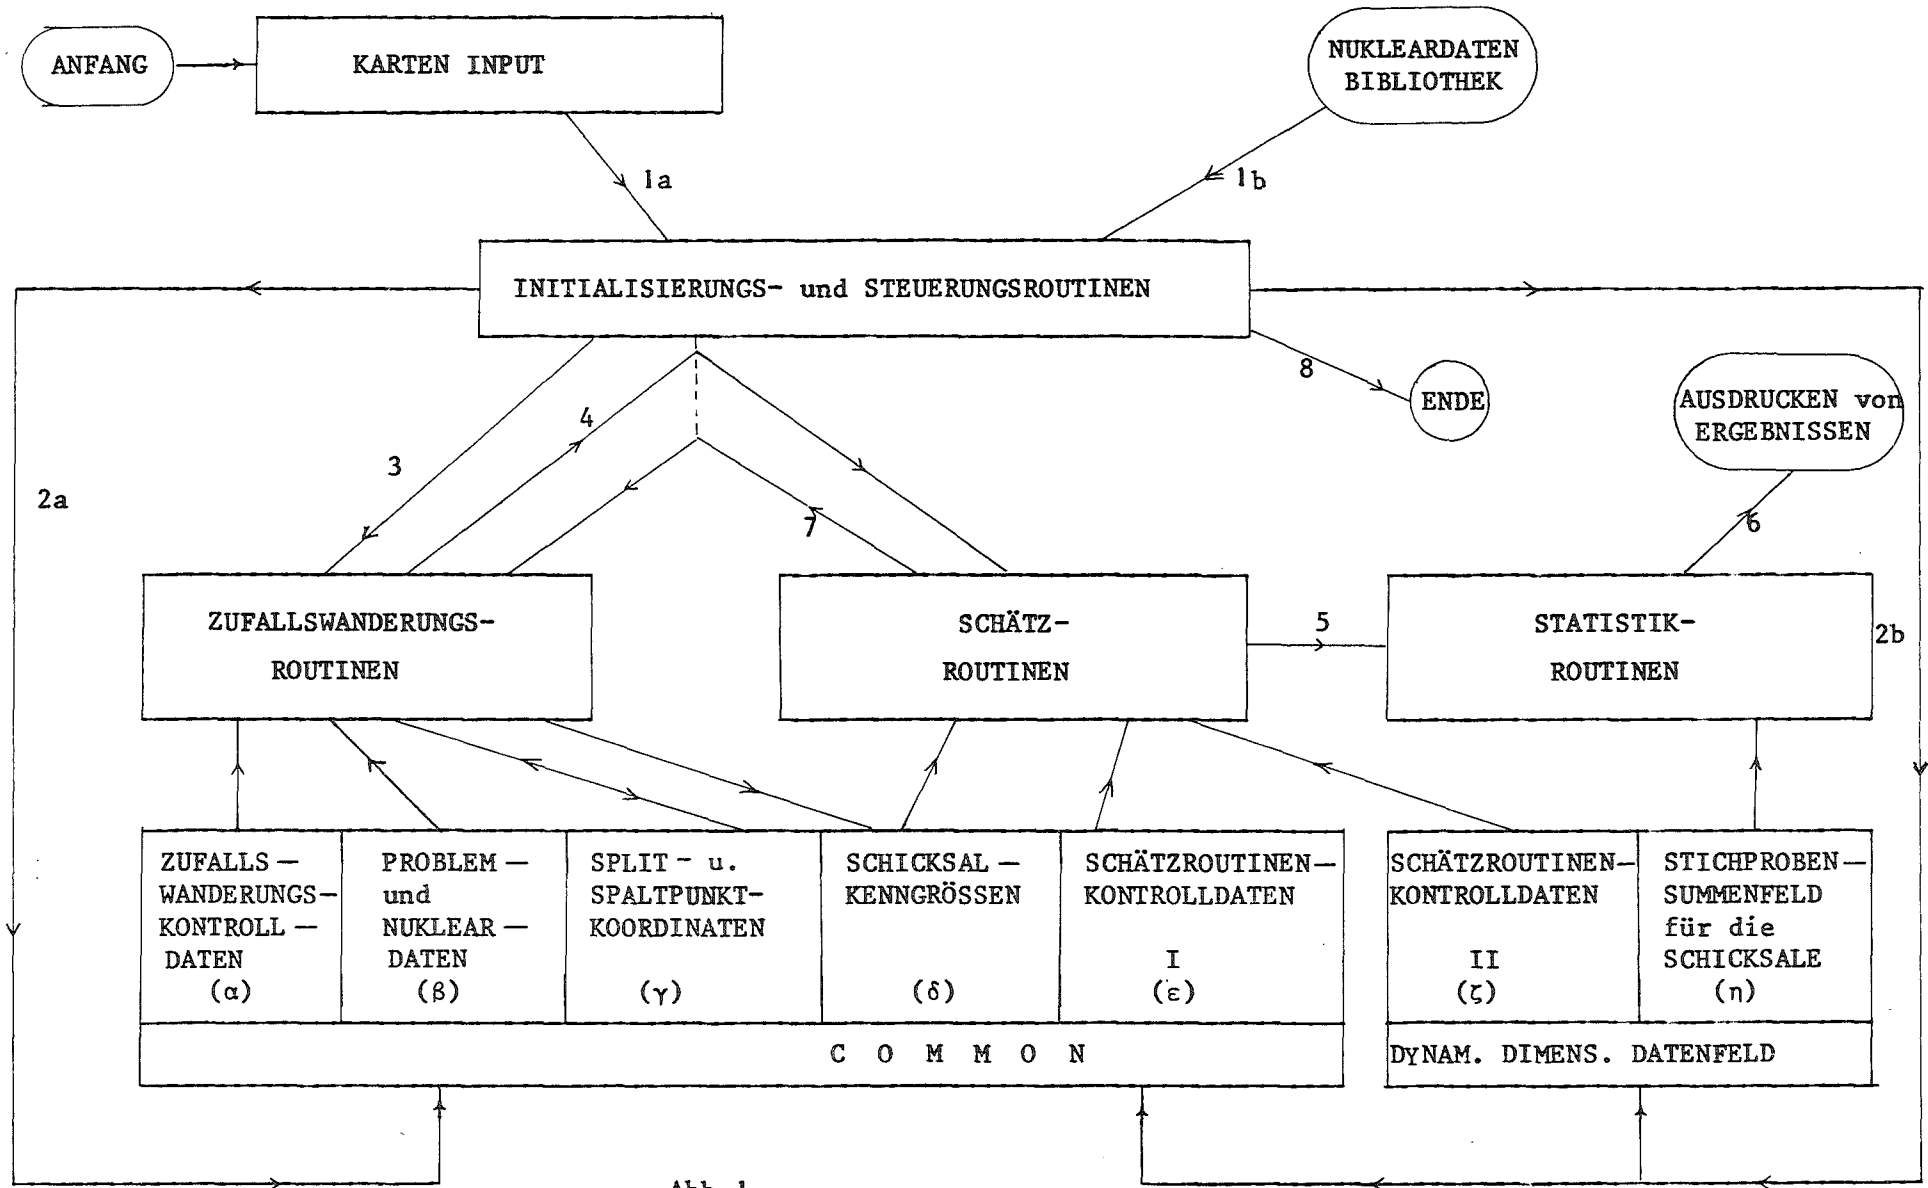 ANFANG
KARTEN INPUT
NUKLEARDATEN
BIBLIOTHEK
1a
1b
INITIALISIERUNGS- und STEUERUNGSROUTINEN
8
ENDE
AUSDRUCKEN von
ERGEBNISSEN
4
3
2a
7
6
ZUFALLSWANDERUNGS-
ROUTINEN
SCHÄTZ-
ROUTINEN
5
STATISTIK-
ROUTINEN
2b
ZUFALLS—
WANDERUNGS—
KONTROLL—
DATEN
(α)
PROBLEM—
und
NUKLEAR—
DATEN
(β)
SPLIT- u.
SPALTPUNKT-
KOORDINATEN
(γ)
SCHICKSAL—
KENNGRÖSSEN
(δ)
SCHÄTZROUTINEN—
KONTROLLDATEN
I
(ε)
SCHÄTZROUTINEN—
KONTROLLDATEN
II
(ζ)
STICHPROBEN—
SUMMENFELD
für die
SCHICKSALE
(η)
C O M M O N
DYNAM. DIMENS. DATENFELD
Abb 1